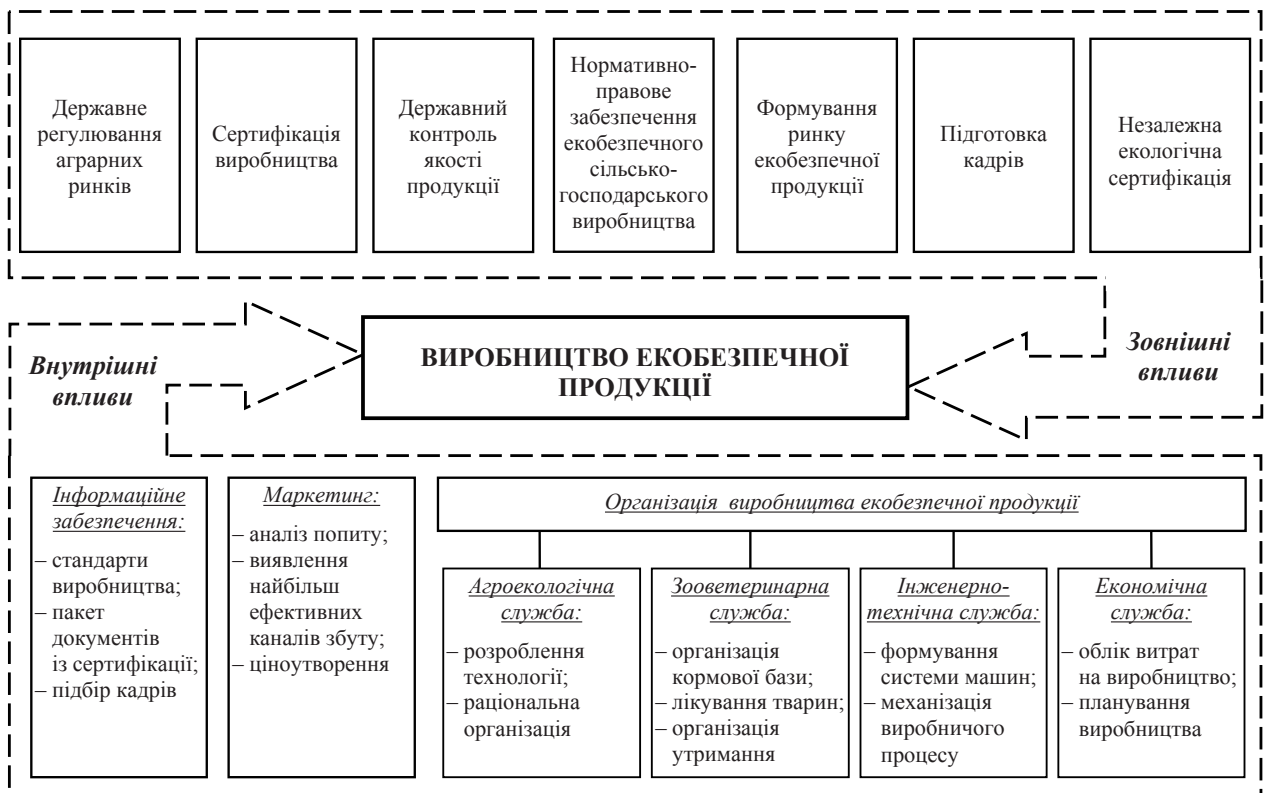 Державне
регулювання
аграрних
ринків
Сертифікація
виробництва
Державний
контроль
якості
продукції
Нормативно-
правове
забезпечення
екобезпечного
сільсько-
господарського
виробництва
Формування
ринку
екобезпечної
продукції
Підготовка
кадрів
Незалежна
екологічна
сертифікація
Внутрішні
впливи
ВИРОБНИЦТВО ЕКОБЕЗПЕЧНОЇ
ПРОДУКЦІЇ
Зовнішні
впливи
Інформаційне
забезпечення:
– стандарти
виробництва;
– пакет
документів
із сертифікації;
– підбір кадрів
Маркетинг:
– аналіз попиту;
– виявлення
найбільш
ефективних
каналів збуту;
– ціноутворення
Організація виробництва екобезпечної продукції
Агроекологічна
служба:
– розроблення
технології;
– раціональна
організація
Зооветеринарна
служба:
– організація
кормової бази;
– лікування тварин;
– організація
утримання
Інженерно-
технічна служба:
– формування
системи машин;
– механізація
виробничого
процесу
Економічна
служба:
– облік витрат
на виробництво;
– планування
виробництва